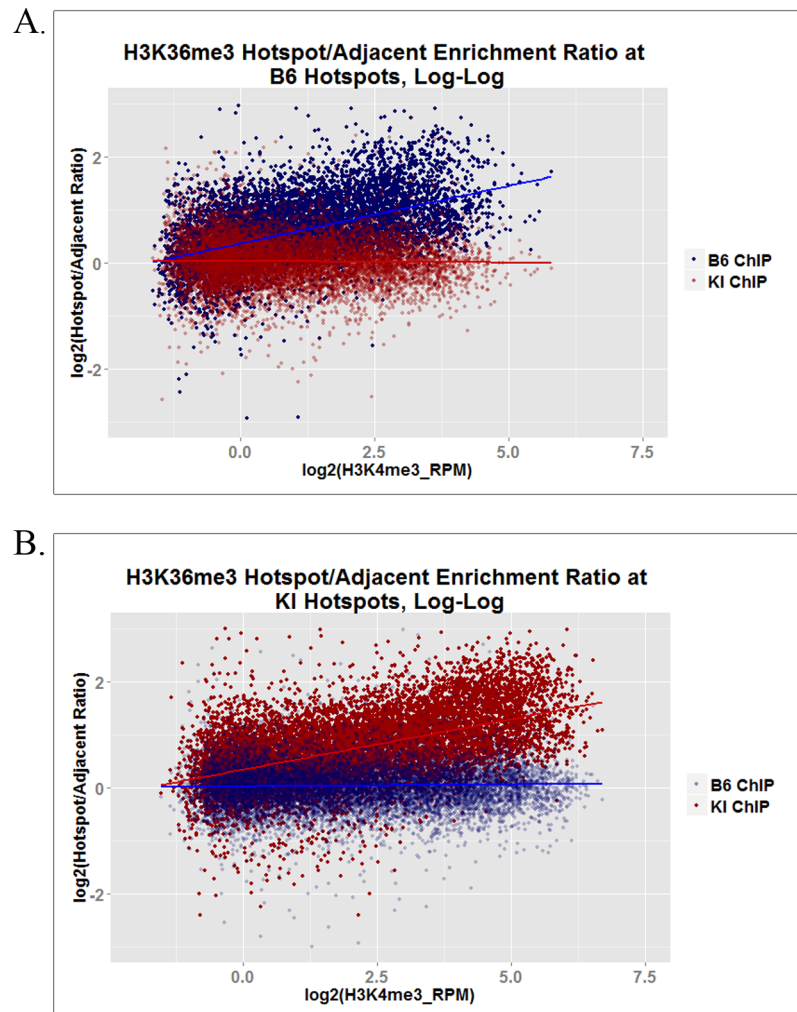 A.
H3K36me3 Hotspot/Adjacent Enrichment Ratio at
B6 Hotspots, Log-Log
log2(Hotspot/Adjacent Ratio)
2
0
-2
0.0 2.5 5.0 7.5
log2(H3K4me3_RPM)
B6 ChIP
KI ChIP
B.
H3K36me3 Hotspot/Adjacent Enrichment Ratio at
KI Hotspots, Log-Log
log2(Hotspot/Adjacent Ratio)
2
0
-2
0.0 2.5 5.0 7.5
log2(H3K4me3_RPM)
B6 ChIP
KI ChIP